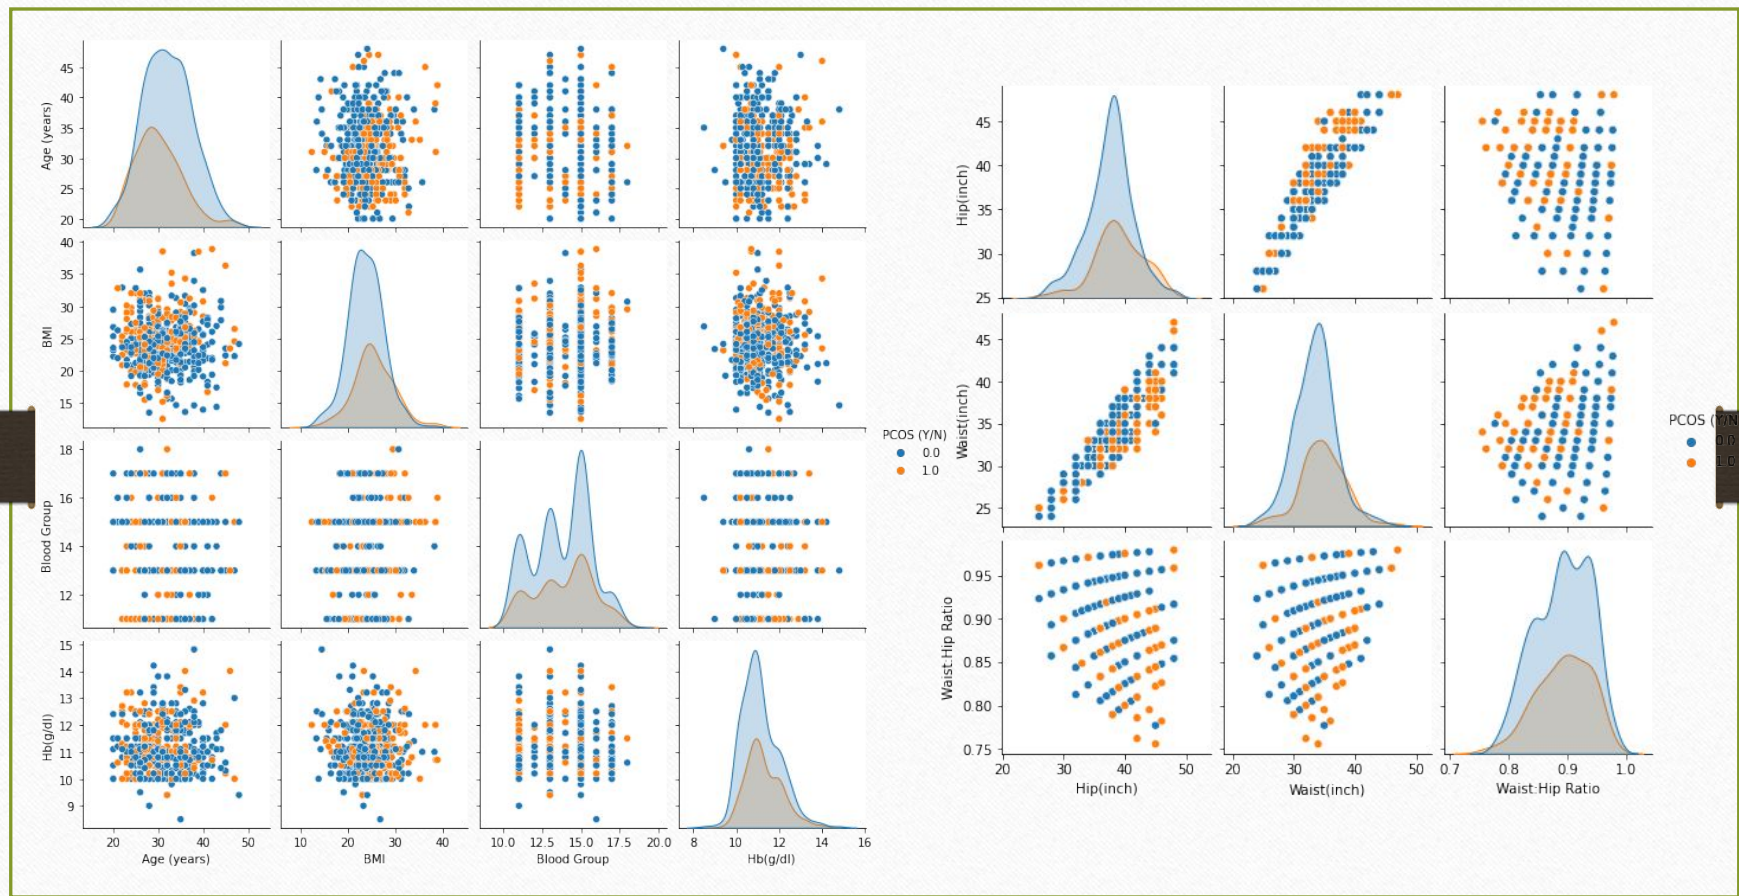 45
40
35
30
25
20
Age (years)
40
35
30
25
20
15
BMI
18
16
14
12
Blood Group
15
14
13
12
11
10
9
Hb(g/dl)
20 30 40 50
Age (years)
20 40
BMI
10.0 12.5 15.0 17.5 20.0
Blood Group
8 10 12 14 16
Hb(g/dl)
PCOS (Y/N)
0.0
1.0
45
40
35
30
25
Hip(inch)
45
40
35
30
25
Waist(inch)
0.95
0.90
0.85
0.80
0.75
Waist:Hip Ratio
20 30 40 50
Hip(inch)
20 30 40 50
Waist(inch)
0.7 0.8 0.9 1.0
Waist:Hip Ratio
PCOS (Y/N)
0.0
1.0